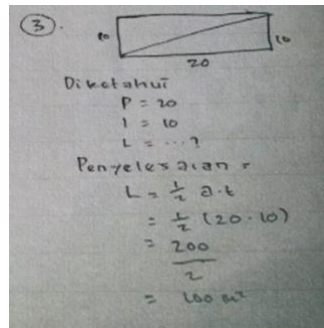 3.
10
10
20
Diketahui
P = 20
l = 10
L = ...?
Penyelesaian =
L = 1/2 a.t
= 1/2 (20.10)
= 200/2
= 100 m²